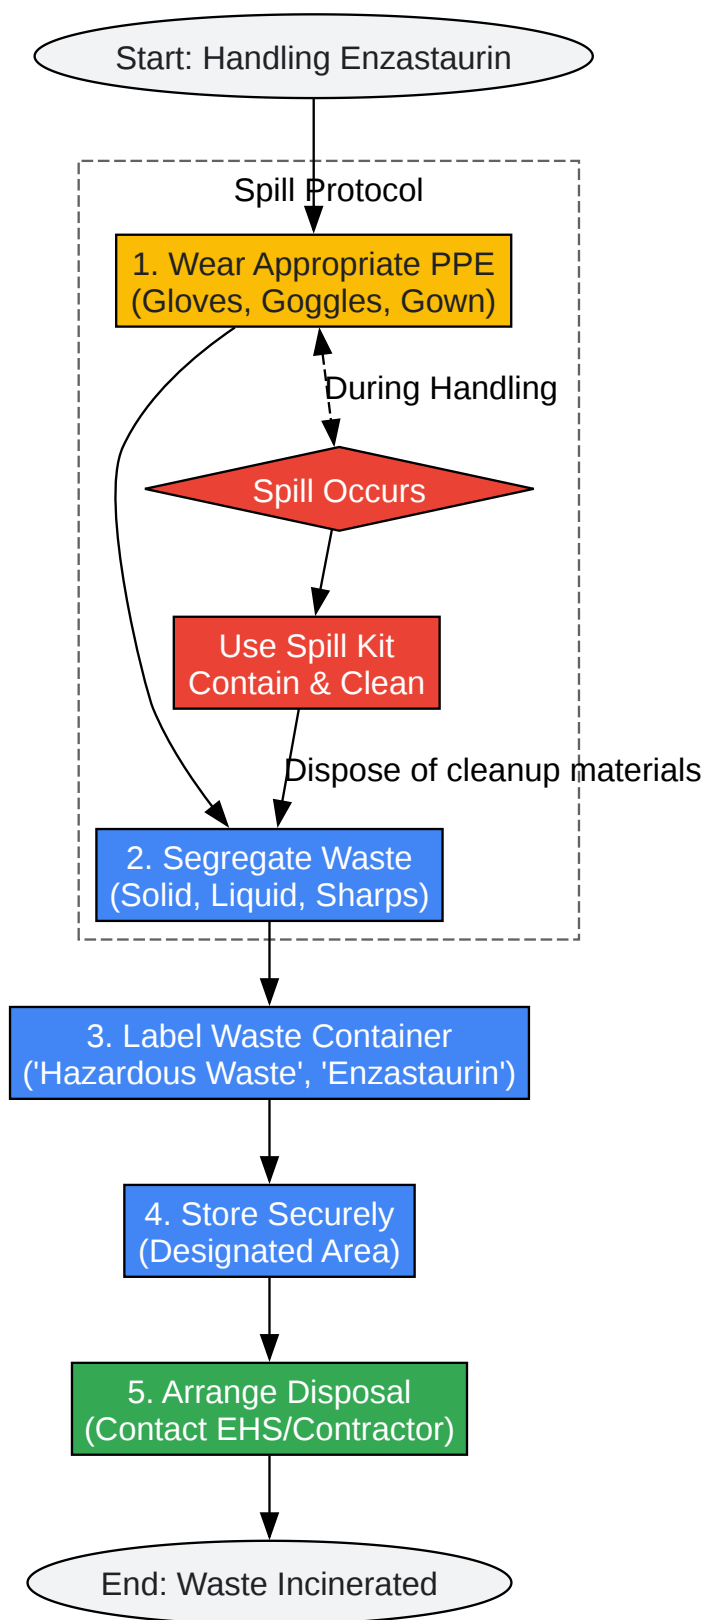 Start: Handling Enzastaurin
Spill Protocol
1. Wear Appropriate PPE
(Gloves, Goggles, Gown)
During Handling
Spill Occurs
Use Spill Kit
Contain & Clean
Dispose of cleanup materials
2. Segregate Waste
(Solid, Liquid, Sharps)
3. Label Waste Container
('Hazardous Waste', 'Enzastaurin')
4. Store Securely
(Designated Area)
5. Arrange Disposal
(Contact EHS/Contractor)
End: Waste Incinerated